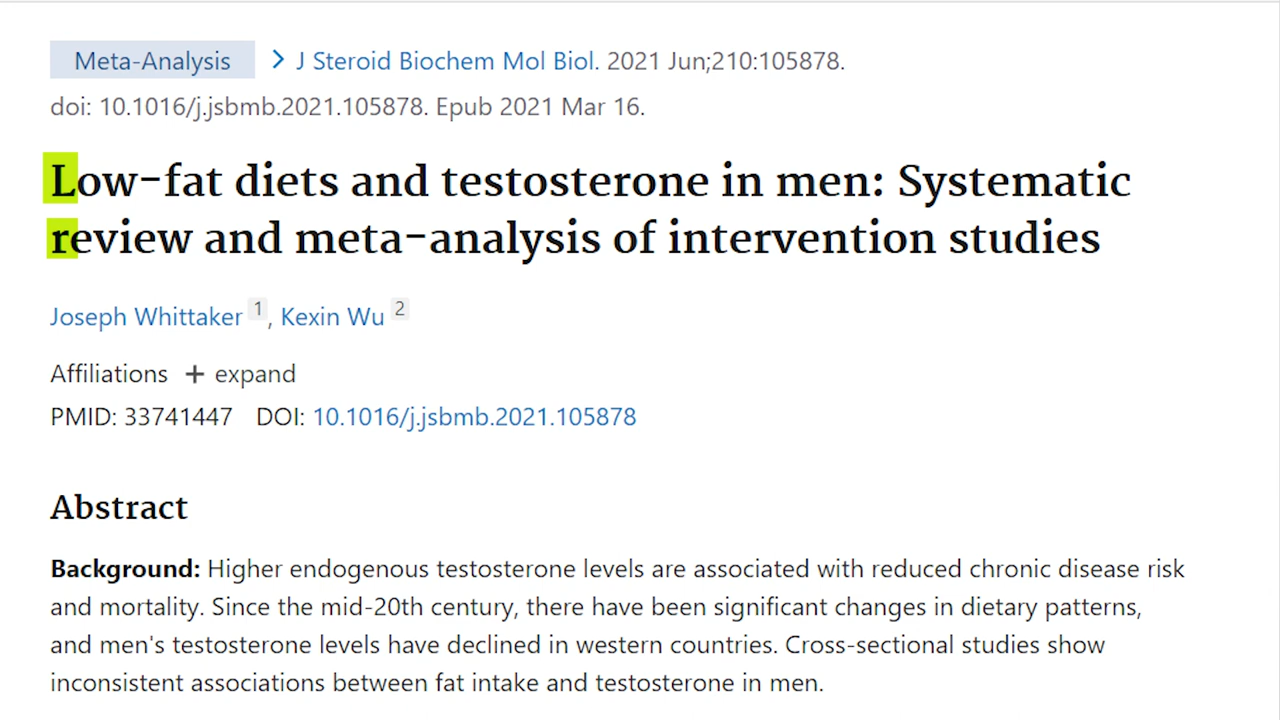 Meta-Analysis > J Steroid Biochem Mol Biol. 2021 Jun;210:105878.
doi: 10.1016/j.jsbmb.2021.105878. Epub 2021 Mar 16.
Low-fat diets and testosterone in men: Systematic
review and meta-analysis of intervention studies
Joseph Whittaker 1, Kexin Wu 2
Affiliations + expand
PMID: 33741447 DOI: 10.1016/j.jsbmb.2021.105878
Abstract
Background: Higher endogenous testosterone levels are associated with reduced chronic disease risk
and mortality. Since the mid-20th century, there have been significant changes in dietary patterns,
and men's testosterone levels have declined in western countries. Cross-sectional studies show
inconsistent associations between fat intake and testosterone in men.